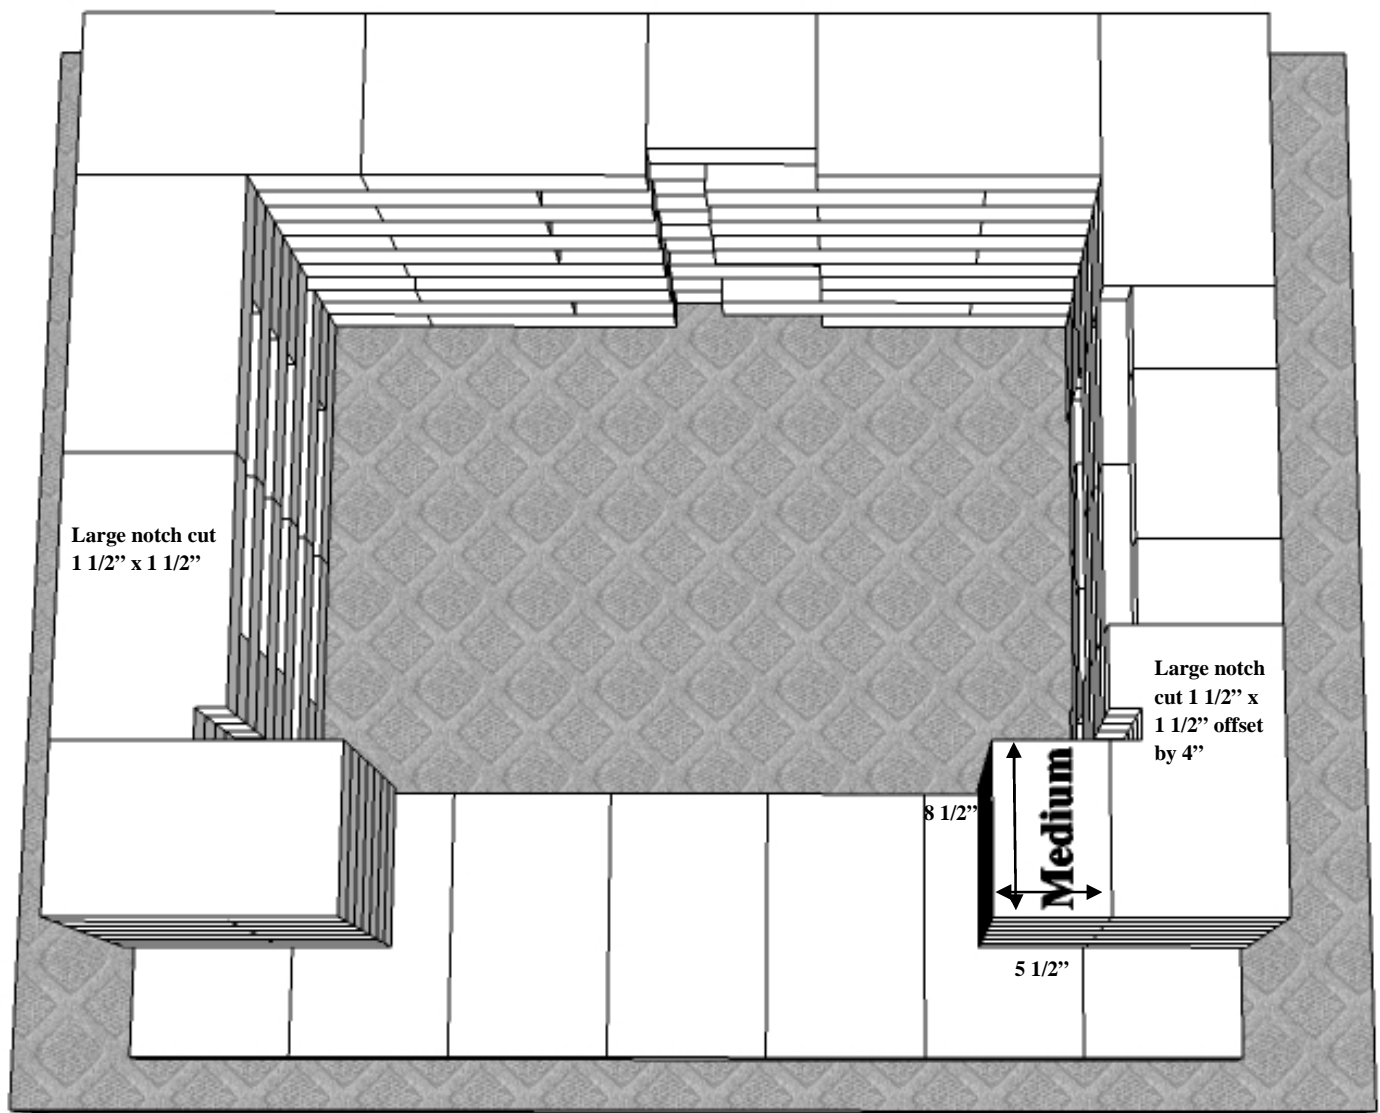 Large notch cut
1 1/2” x 1 1/2”
Large notch
cut 1 1/2” x
1 1/2” offset
by 4”
8 1/2”
Medium
5 1/2”